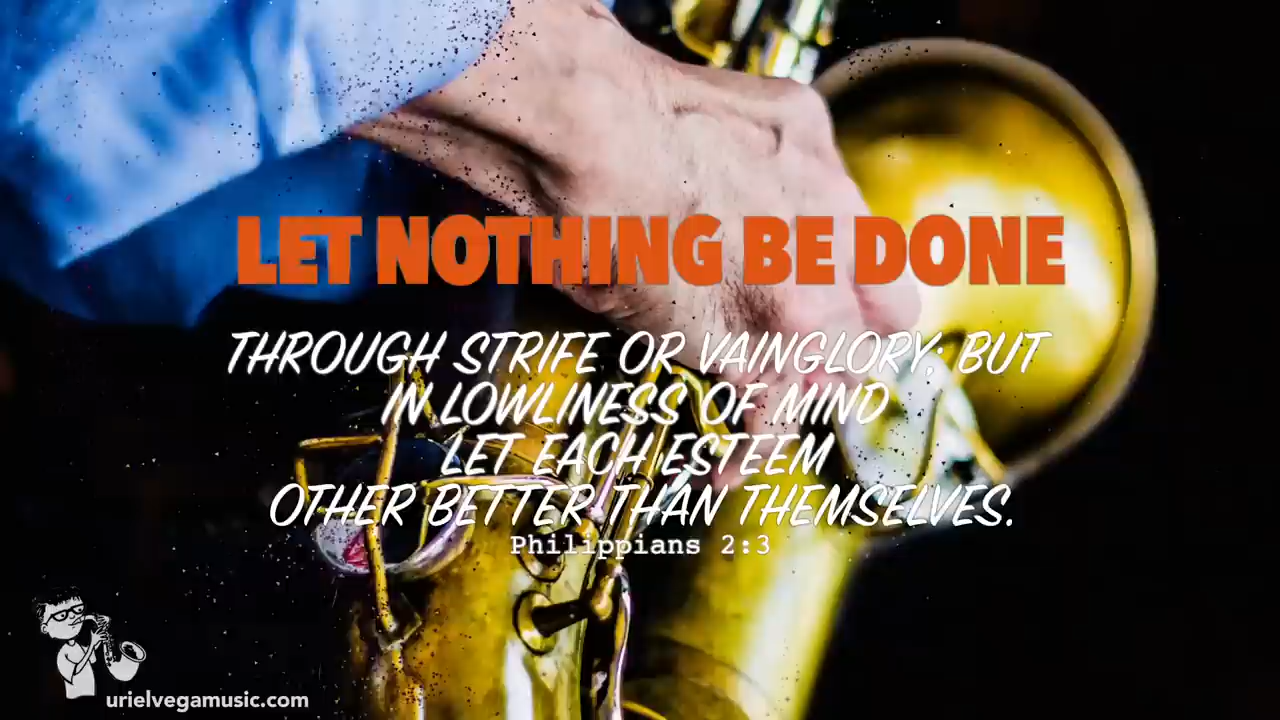 LET NOTHING BE DONE
THROUGH STRIFE OR VAINGLORY; BUT
IN LOWLINESS OF MIND
LET EACH ESTEEM
OTHER BETTER THAN THEMSELVES.
Philippians 2:3
urielvegamusic.com